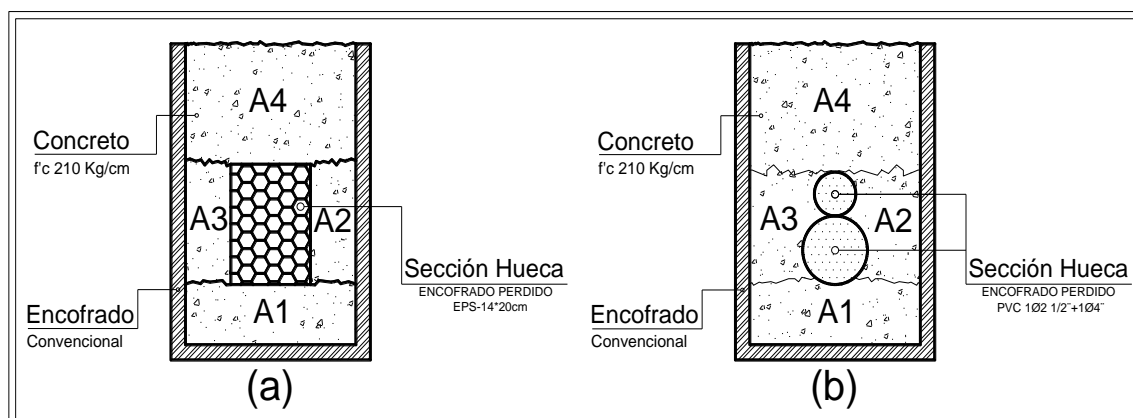 A4
Concreto
f'c 210 Kg/cm
A3
A2
Sección Hueca
ENCOFRADO PERDIDO
EPS-14*20cm
Encofrado
Convencional
A1
(a)
A4
Concreto
f'c 210 Kg/cm
A3
A2
Sección Hueca
ENCOFRADO PERDIDO
PVC 1Ø2 1/2¨+1Ø4¨
Encofrado
Convencional
A1
(b)